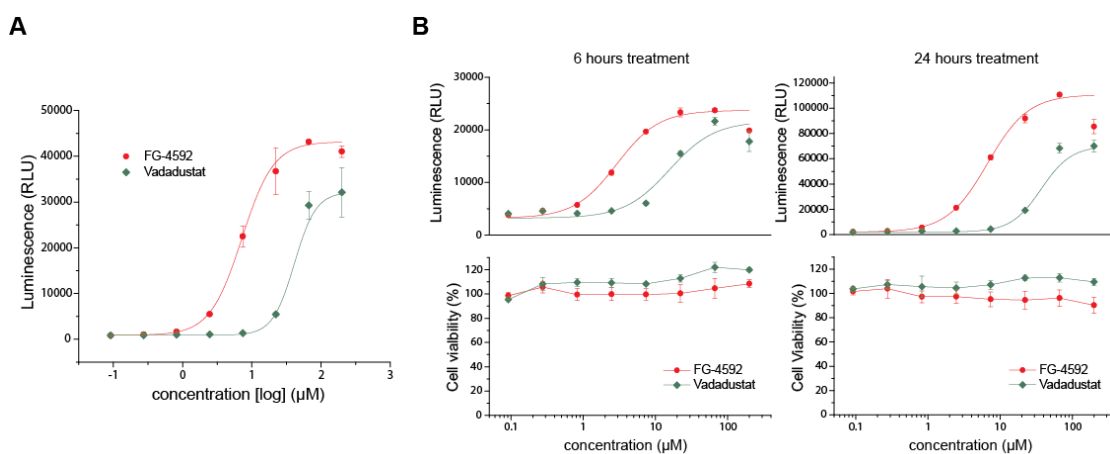 A
Luminescence (RLU)
50000
40000
30000
20000
10000
0
FG-4592
Vadadustat
-1
0
1
2
3
concentration [log] (µM)
B
6 hours treatment
Luminescence (RLU)
30000
20000
10000
0
Cell vialbility (%)
120
100
80
60
40
20
0
FG-4592
Vadadustat
0.1
1
10
100
concentration (µM)
24 hours treatment
Luminescence (RLU)
120000
100000
80000
60000
40000
20000
0
Cell Viability (%)
120
100
80
60
40
20
0
FG-4592
Vadadustat
0.1
1
10
100
concentration (µM)